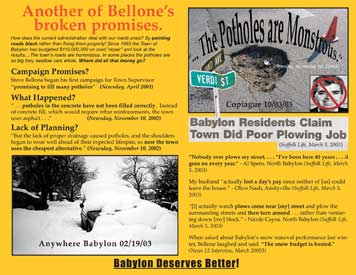 Another of Bellone's
broken promises.
How does the current administration deal with our roads crisis? By painting
roads black rather than fixing them properly! Since 1993 the Town of
Babylon has budgeted $110,000,000 on road "repair" and look at the
results... The town's roads are horrendous. In some places the potholes are
so big they swallow cars whole. Where did all that money go?
Campaign Promises?
Steve Bellone began his first campaign for Town Supervisor
"promising to fill many potholes" (Newsday, April 2001)
What Happened?
". . . potholes in the concrete have not been filled correctly. Instead
of concrete fill, which would require rebar reinforcements, the town
uses asphalt . . ." (Newsday, November 10, 2002)
Lack of Planning?
"But the lack of proper drainage caused potholes, and the shoulders
began to wear well ahead of their expected lifespan, so now the town
uses the cheapest alternative." (Newsday, November 10, 2002)
Anywhere Babylon 02/19/03
The Potholes are Monstrous
VERDI ST
Copiague 10/03/03
Babylon Residents Claim
Town Did Poor Plowing Job
(Suffolk Life, March 5, 2003)
"Nobody ever plows my street. . . . "I've been here 40 years . . . it
goes on every year." - Al Spero, North Babylon (Suffolk Life, March
5, 2003)
My husband "actually lost a day's pay since neither of [us] could
leave the house." - Olive Nash, Amityville (Suffolk Life, March 5,
2003)
"[I] actually watch plows come near [my] street and plow the
surrounding streets and then turn around . . . rather than ventur-
ing down [my] block." - Nicole Cayea, North Babylon (Suffolk Life,
March 5, 2003)
When asked about Babylon's snow removal performance last win-
ter, Bellone laughed and said, "The snow budget is busted."
(News 12 Interview, March 2003)
Babylon Deserves Better!